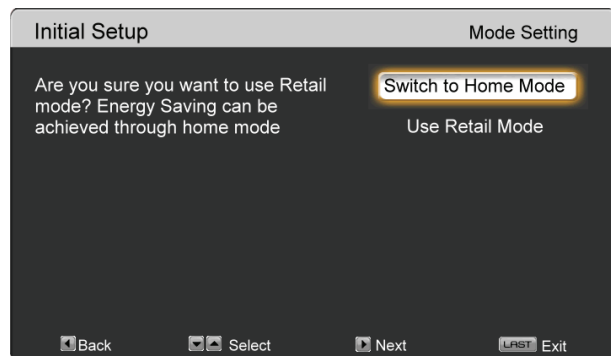 Initial Setup
Mode Setting
Are you sure you want to use Retail
mode? Energy Saving can be
achieved through home mode
Switch to Home Mode
Use Retail Mode
Back
Select
Next
LAST Exit